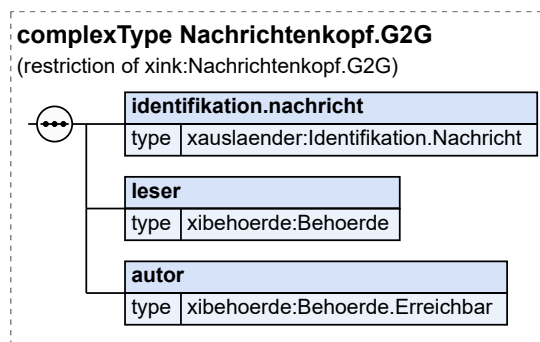 complexType Nachrichtenkopf.G2G
(restriction of xink:Nachrichtenkopf.G2G)
identifikation.nachricht
type xauslaender:Identifikation.Nachricht
leser
type xibehoerde:Behoerde
autor
type xibehoerde:Behoerde.Erreichbar